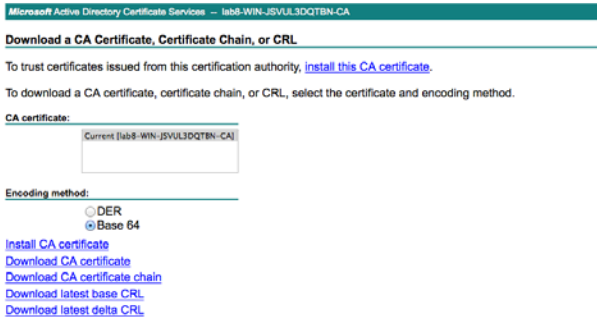 Microsoft Active Directory Certificate Services -- lab8-WIN-JSVUL3DQTBN-CA
Download a CA Certificate, Certificate Chain, or CRL
To trust certificates issued from this certification authority, install this CA certificate.
To download a CA certificate, certificate chain, or CRL, select the certificate and encoding method.
CA certificate:
Current [lab8-WIN-JSVUL3DQTBN-CA]
Encoding method:
DER
Base 64
Install CA certificate
Download CA certificate
Download CA certificate chain
Download latest base CRL
Download latest delta CRL